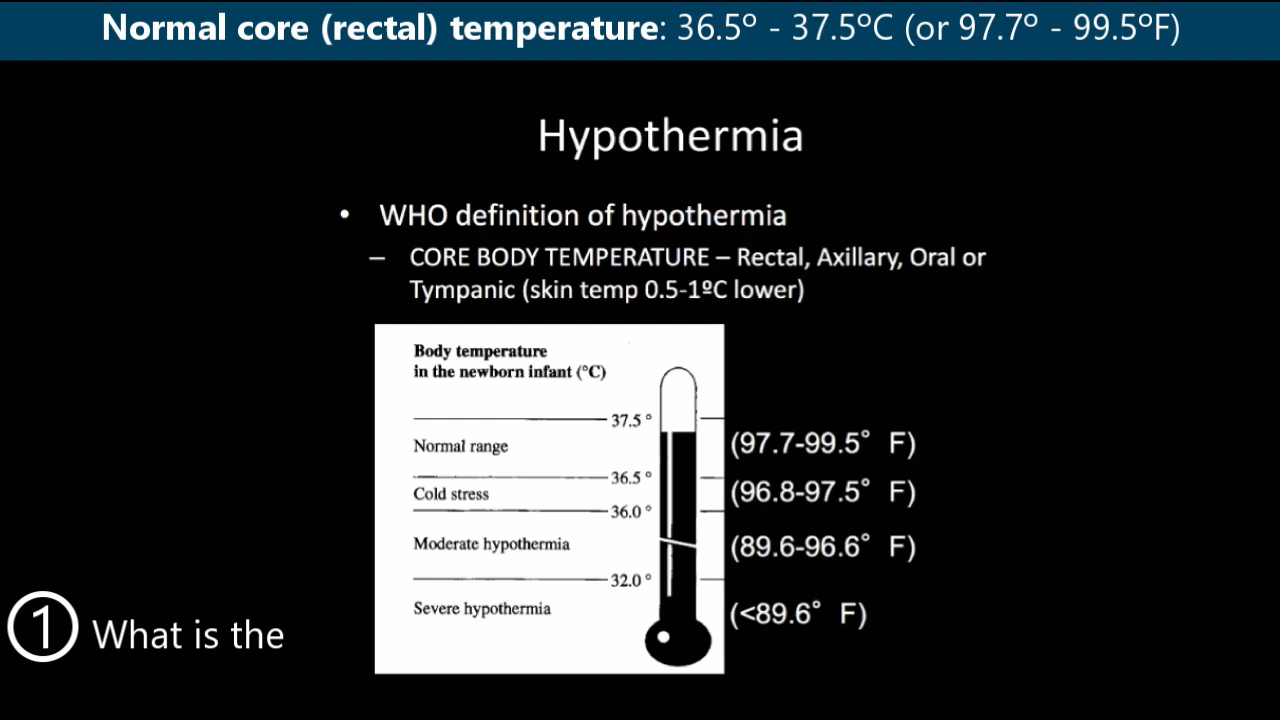 Normal core (rectal) temperature: 36.5º - 37.5ºC (or 97.7º - 99.5ºF)
Hypothermia
• WHO definition of hypothermia
– CORE BODY TEMPERATURE – Rectal, Axillary, Oral or
Tympanic (skin temp 0.5-1ºC lower)
Body temperature
in the newborn infant (°C)
37.5 °
Normal range
(97.7-99.5° F)
36.5 °
Cold stress
(96.8-97.5° F)
36.0 °
Moderate hypothermia
(89.6-96.6° F)
32.0 °
Severe hypothermia
(<89.6° F)
1 What is the